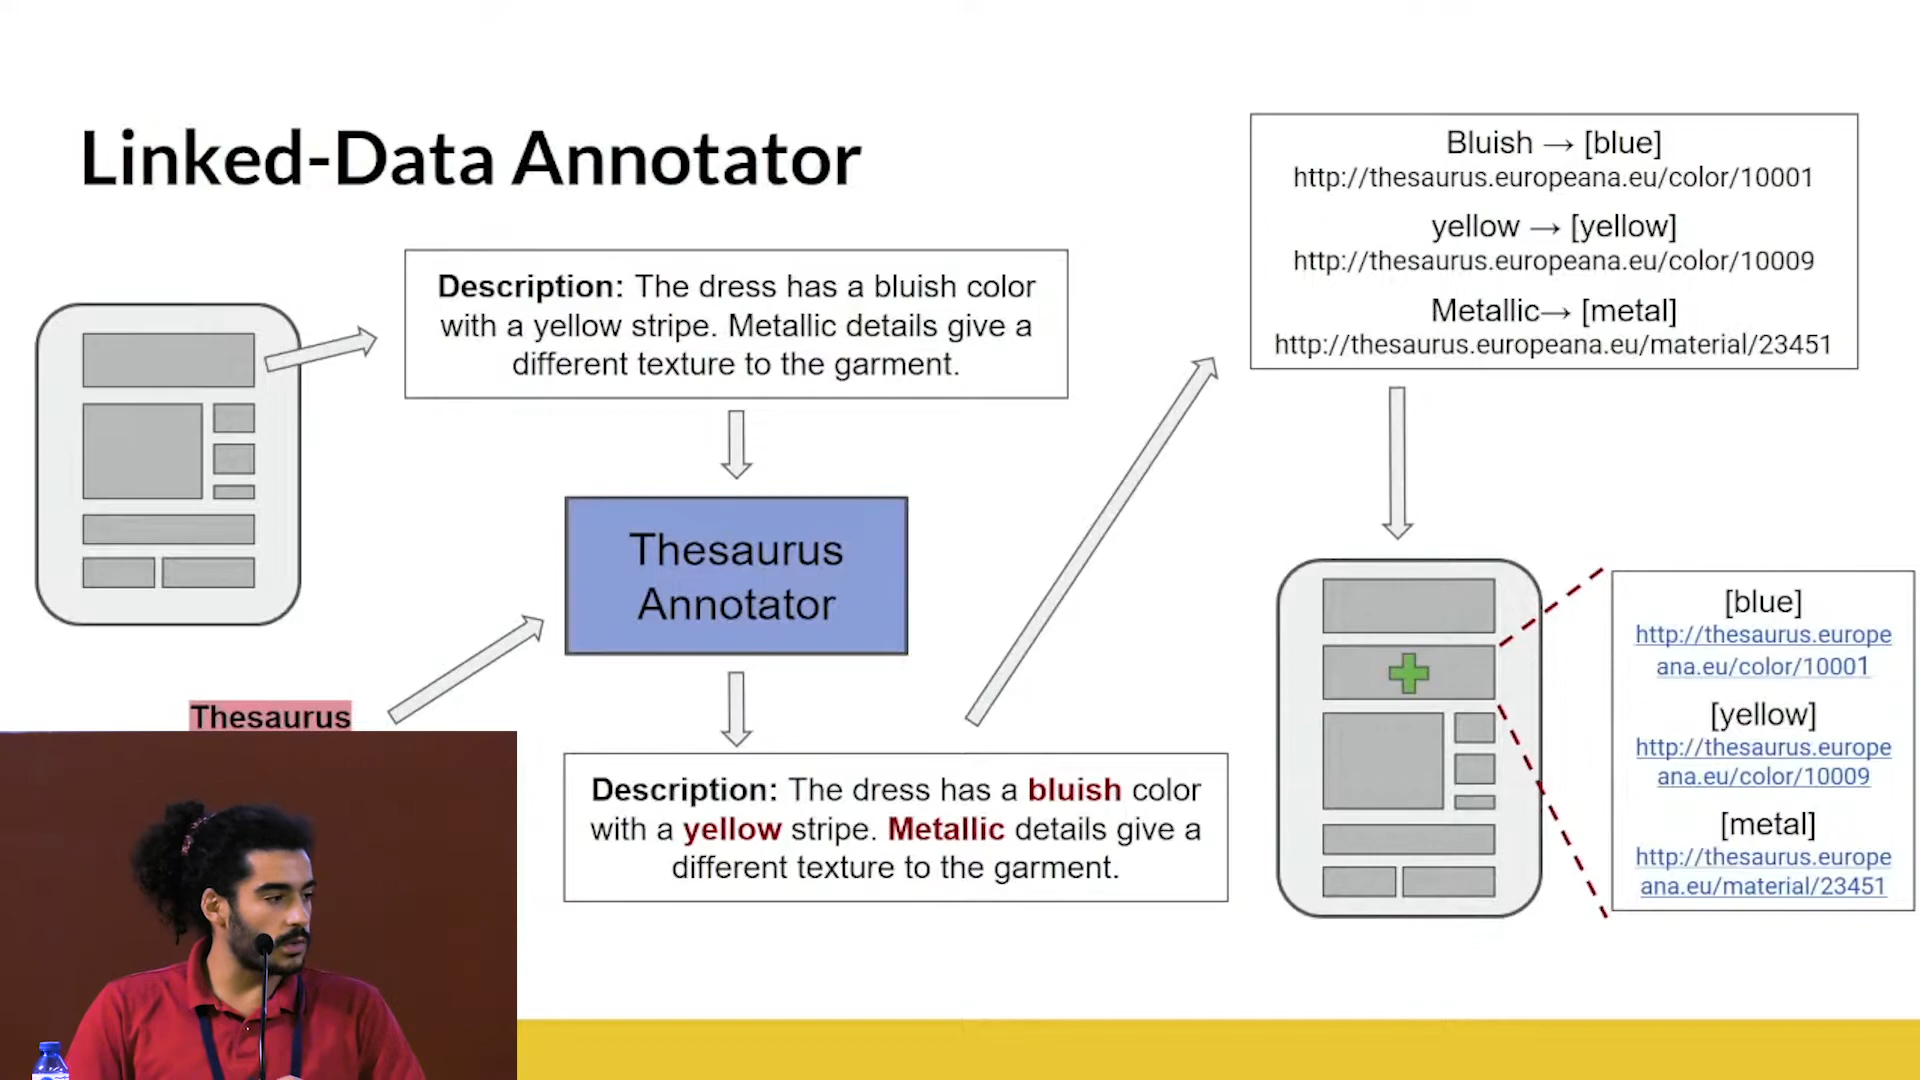 Linked-Data Annotator
Description: The dress has a bluish color
with a yellow stripe. Metallic details give a
different texture to the garment.
Thesaurus
Annotator
Thesaurus
Description: The dress has a bluish color
with a yellow stripe. Metallic details give a
different texture to the garment.
Bluish → [blue]
http://thesaurus.europeana.eu/color/10001
yellow → [yellow]
http://thesaurus.europeana.eu/color/10009
Metallic→ [metal]
http://thesaurus.europeana.eu/material/23451
[blue]
http://thesaurus.europe
ana.eu/color/10001
[yellow]
http://thesaurus.europe
ana.eu/color/10009
[metal]
http://thesaurus.europe
ana.eu/material/23451